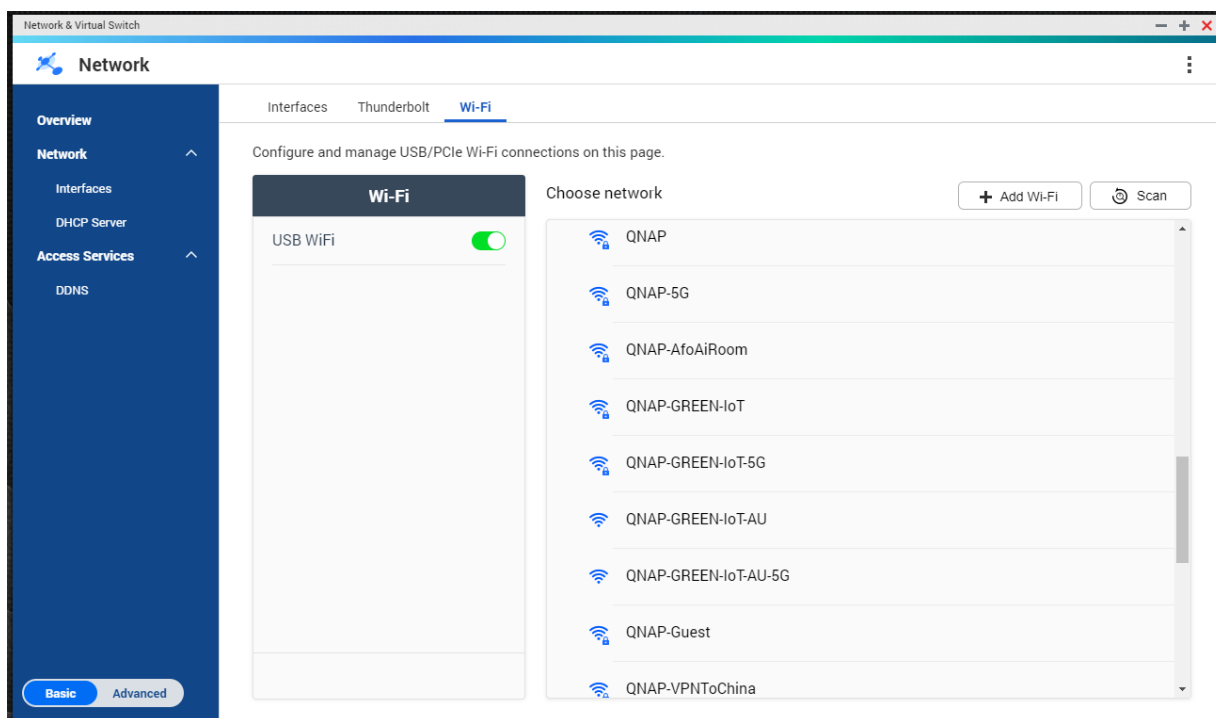 Network & Virtual Switch
Network
Overview
Network
Interfaces
DHCP Server
Access Services
DDNS
Basic Advanced
Interfaces Thunderbolt Wi-Fi
Configure and manage USB/PCIe Wi-Fi connections on this page.
Wi-Fi
USB WiFi
Choose network
Add Wi-Fi
Scan
QNAP
QNAP-5G
QNAP-AfoAiRoom
QNAP-GREEN-IoT
QNAP-GREEN-IoT-5G
QNAP-GREEN-IoT-AU
QNAP-GREEN-IoT-AU-5G
QNAP-Guest
QNAP-VPNToChina